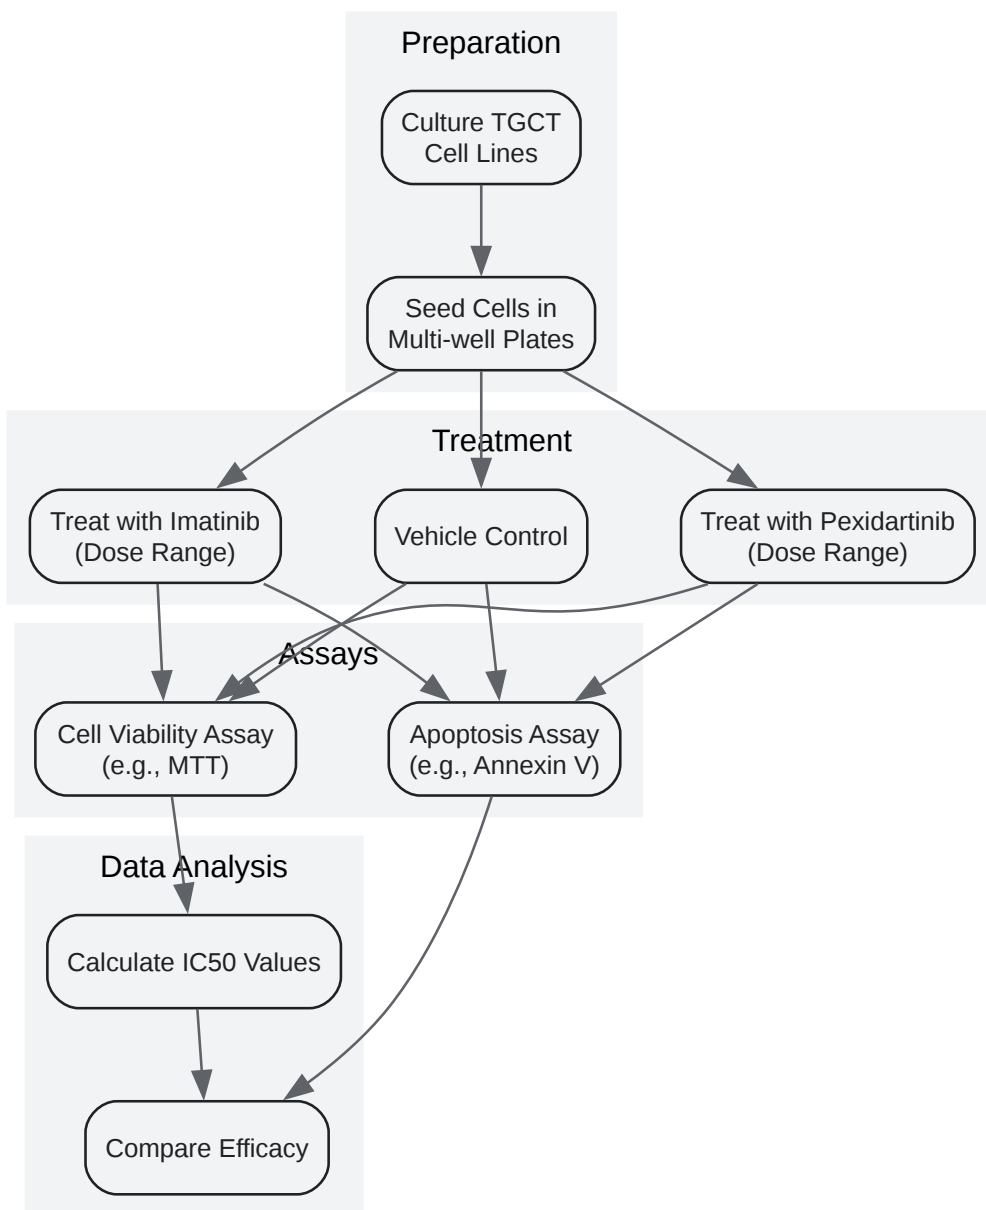 Preparation
Culture TGCT
Cell Lines
Seed Cells in
Multi-well Plates
Treatment
Treat with Imatinib
(Dose Range)
Vehicle Control
Treat with Pexidartinib
(Dose Range)
Assays
Cell Viability Assay
(e.g., MTT)
Apoptosis Assay
(e.g., Annexin V)
Data Analysis
Calculate IC50 Values
Compare Efficacy